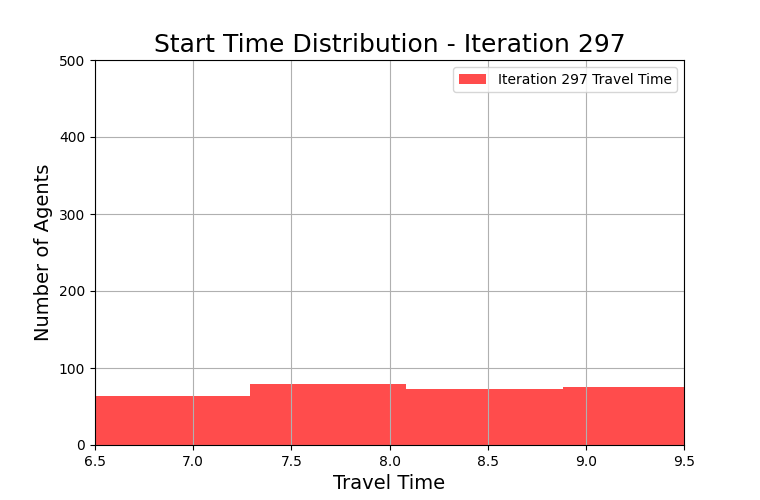 Start Time Distribution - Iteration 297
500
Iteration 297 Travel Time
400
300
200
100
0
Number of Agents
6.5 7.0 7.5 8.0 8.5 9.0 9.5
Travel Time